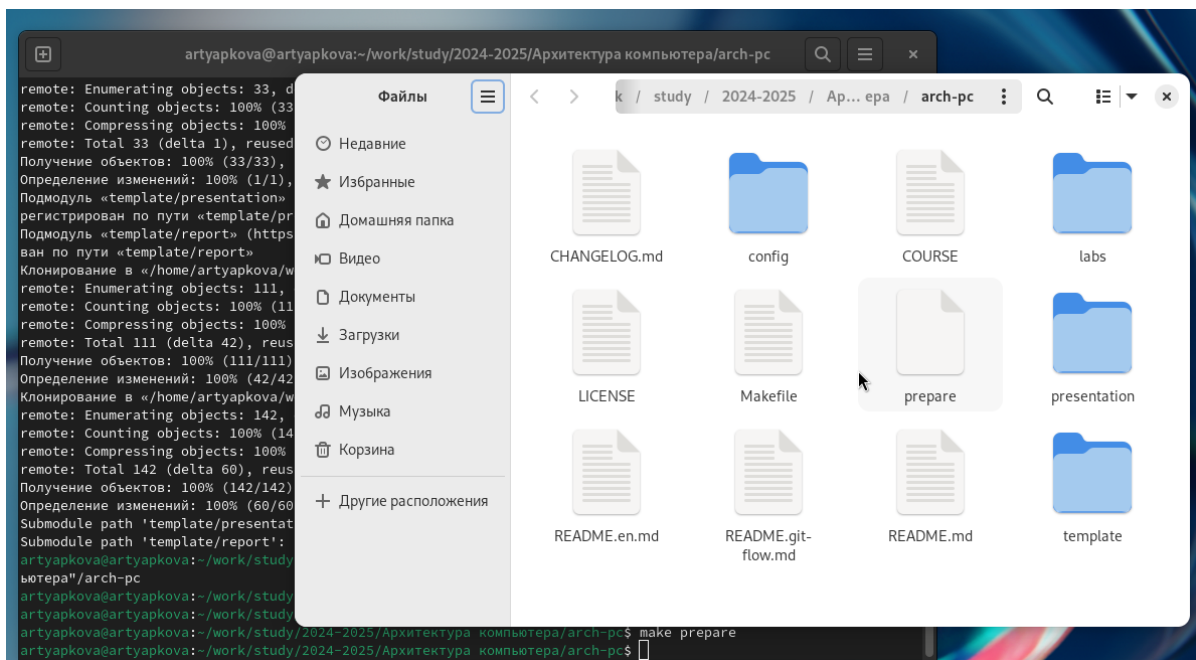 artyapkova@artyapkova:~/work/study/2024-2025/Архитектура компьютера/arch-pc
remote: Enumerating objects: 33, d
remote: Counting objects: 100% (33
remote: Compressing objects: 100%
remote: Total 33 (delta 1), reused
Получение объектов: 100% (33/33),
Определение изменений: 100% (1/1),
Подмодуль «template/presentation»
регистрирован по пути «template/pr
Подмодуль «template/report» (https
ван по пути «template/report»
Клонирование в «/home/artyapkova/w
remote: Enumerating objects: 111,
remote: Counting objects: 100% (11
remote: Compressing objects: 100%
remote: Total 111 (delta 42), reus
Получение объектов: 100% (111/111)
Определение изменений: 100% (42/42
Клонирование в «/home/artyapkova/w
remote: Enumerating objects: 142,
remote: Counting objects: 100% (14
remote: Compressing objects: 100%
remote: Total 142 (delta 60), reus
Получение объектов: 100% (142/142)
Определение изменений: 100% (60/60
Submodule path 'template/presentat
Submodule path 'template/report':
artyapkova@artyapkova:~/work/study
ьютера"/arch-pc
artyapkova@artyapkova:~/work/study
artyapkova@artyapkova:~/work/study
artyapkova@artyapkova:~/work/study/2024-2025/Архитектура компьютера/arch-pc$ make prepare
artyapkova@artyapkova:~/work/study/2024-2025/Архитектура компьютера/arch-pc$
Файлы
k / study / 2024-2025 / Ар… ера / arch-pc
Недавние
Избранные
Домашняя папка
Видео
Документы
Загрузки
Изображения
Музыка
Корзина
Другие расположения
CHANGELOG.md
config
COURSE
labs
LICENSE
Makefile
prepare
presentation
README.en.md
README.git-
flow.md
README.md
template